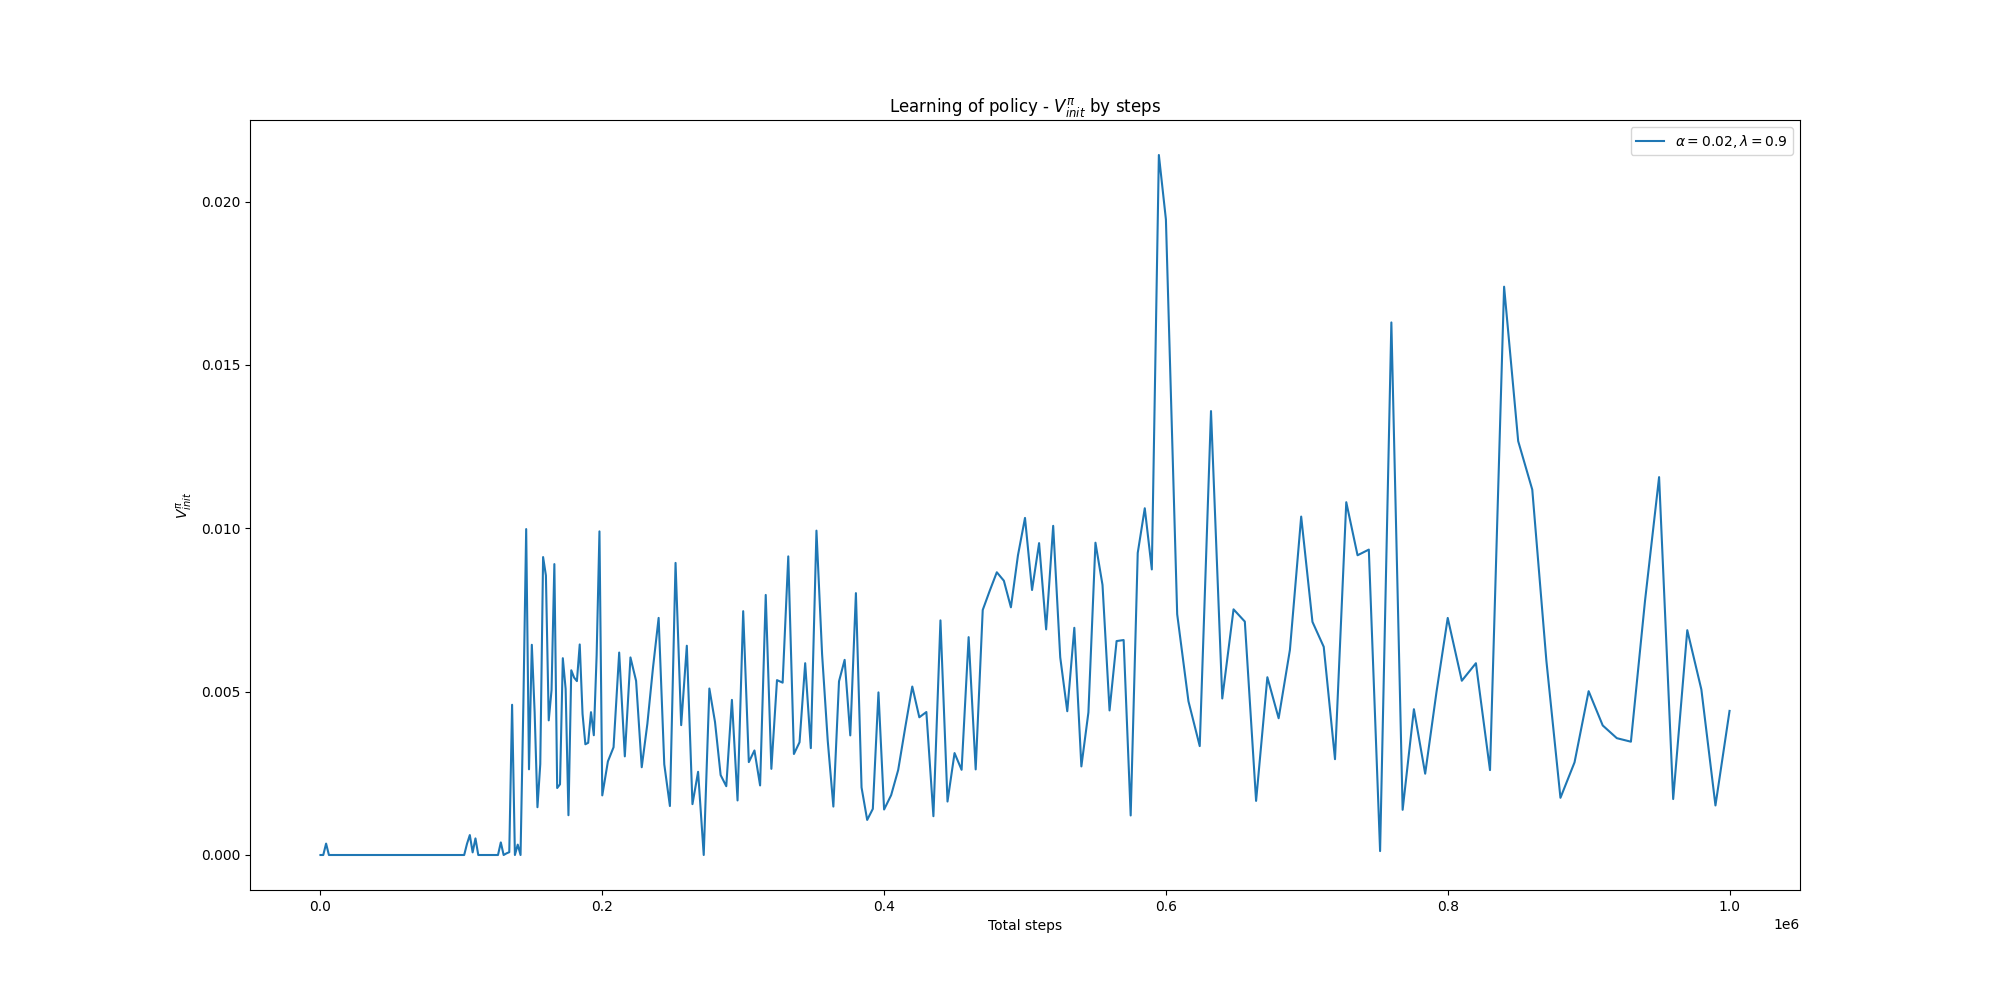 Learning of policy - $V_{init}^{\pi}$ by steps
α = 0.02, λ = 0.9
$V_{init}^{\pi}$
0.020
0.015
0.010
0.005
0.000
0.0 0.2 0.4 0.6 0.8 1.0
Total steps
1e6